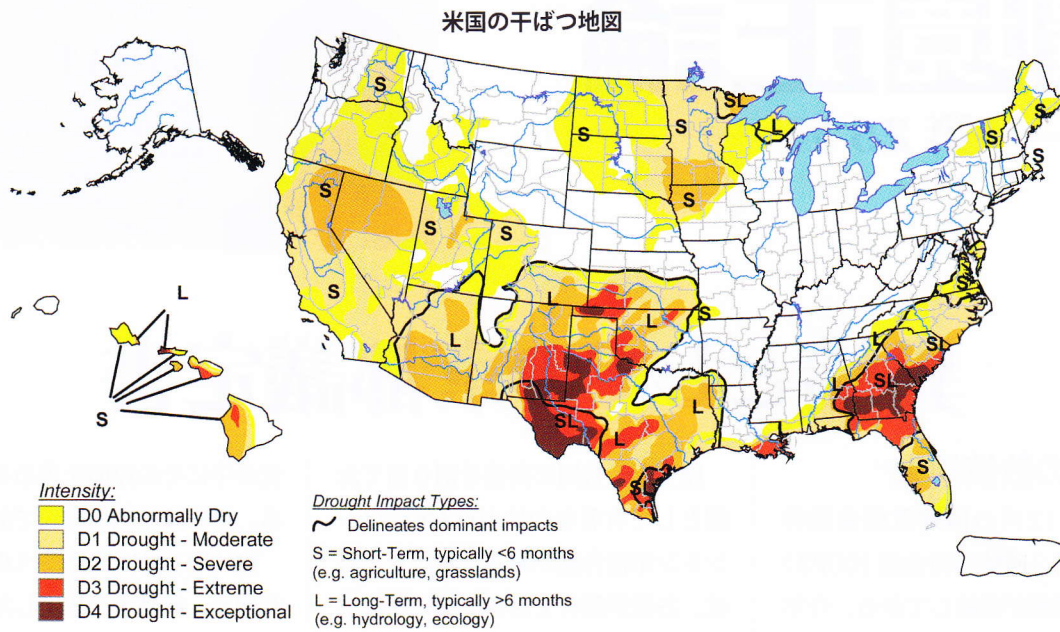 米国の干ばつ地図
S
SL
L
S
S
S
S
S
S
S
S
S
S
L
S
L
L
L
S
S
L
SL
S
SL
L
L
SL
L
SL
S
L
S
Intensity:
D0 Abnormally Dry
D1 Drought - Moderate
D2 Drought - Severe
D3 Drought - Extreme
D4 Drought - Exceptional
Drought Impact Types:
Delineates dominant impacts
S = Short-Term, typically <6 months
(e.g. agriculture, grasslands)
L = Long-Term, typically >6 months
(e.g. hydrology, ecology)